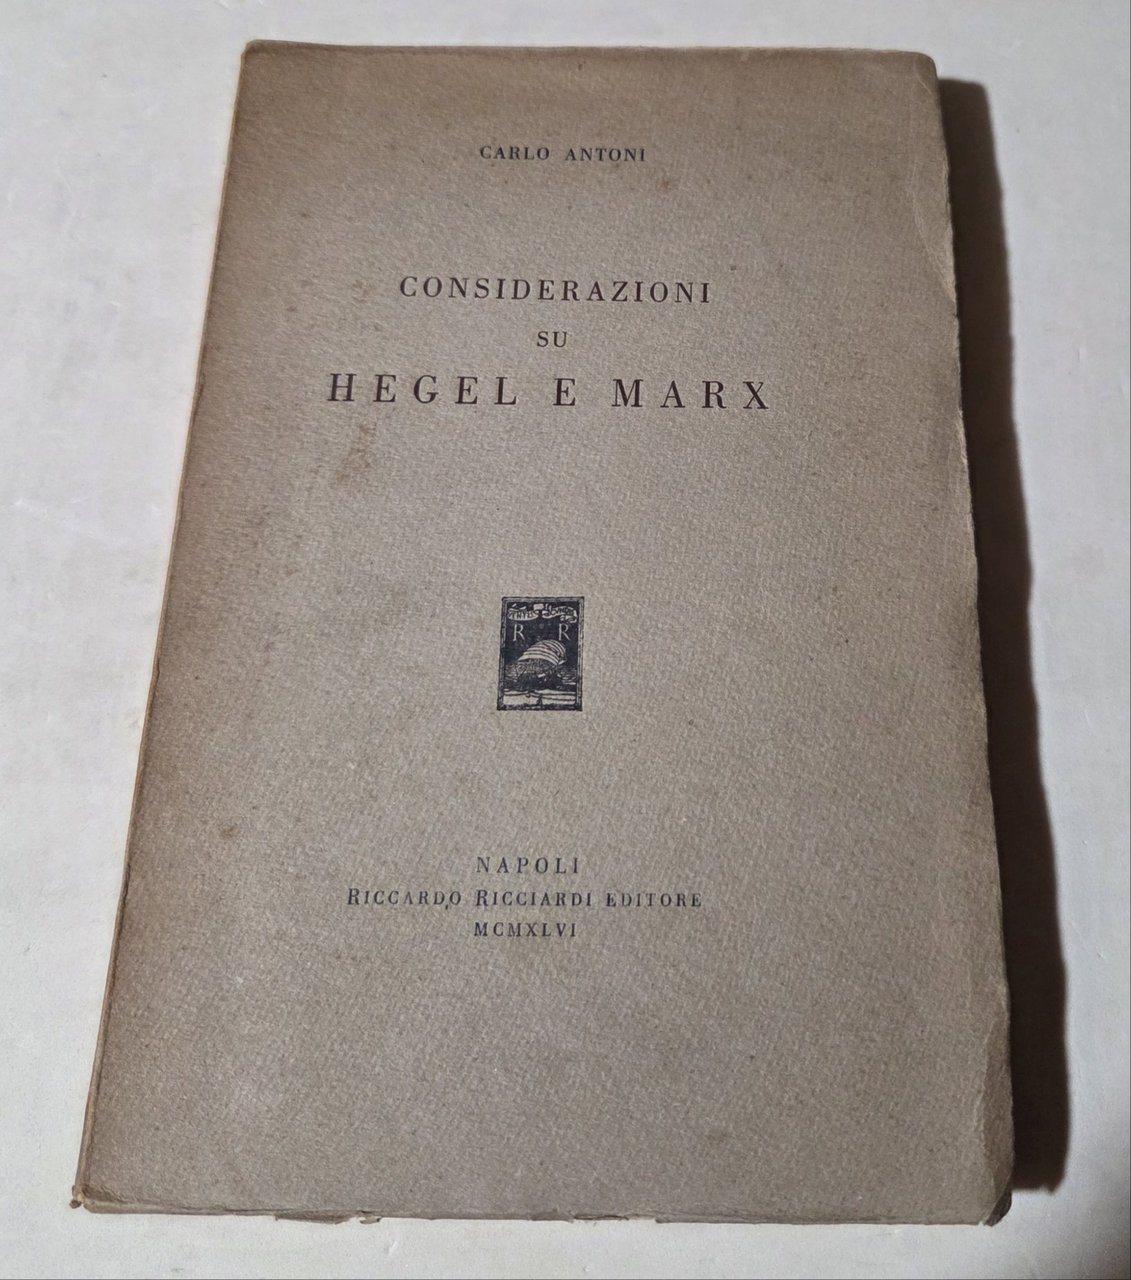 CARLO ANTONI
CONSIDERAZIONI
SU
HEGEL E MARX
R R
NAPOLI
RICCARDO RICCIARDI EDITORE
MCMXLVI